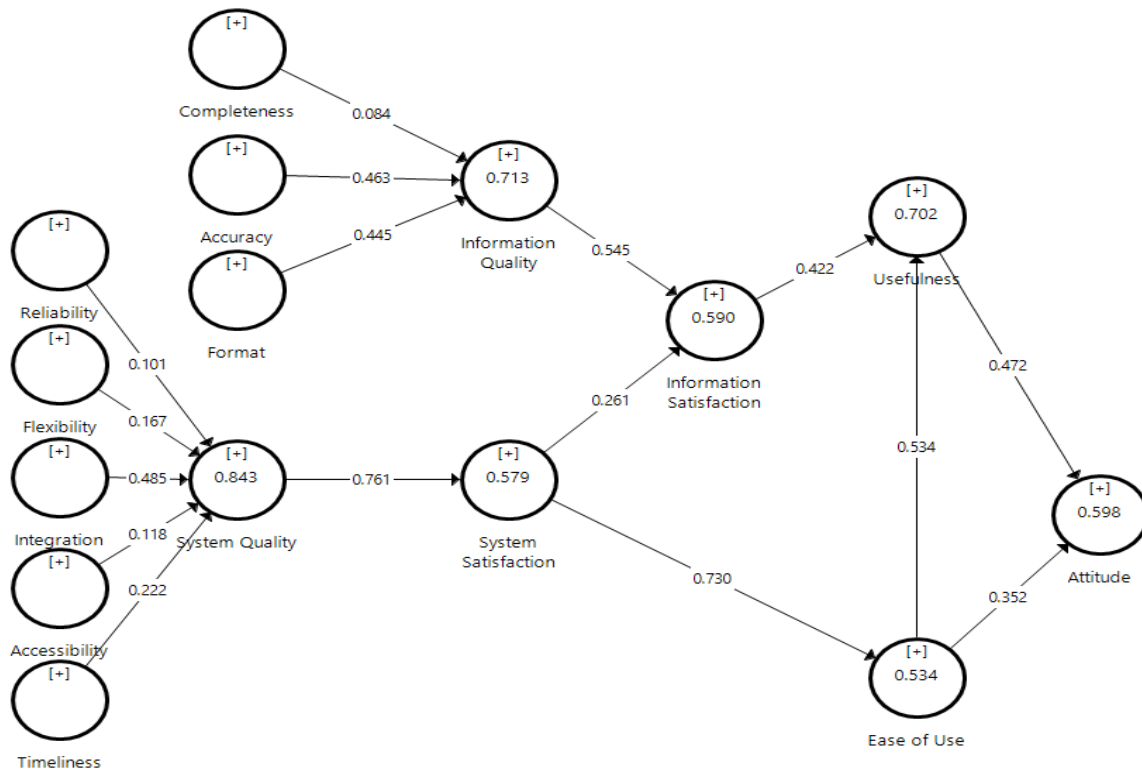 [+]
Completeness
0.084
[+]
Accuracy
0.463
[+]
Format
0.445
[+]
0.713
Information
Quality
0.545
[+]
Reliability
0.101
[+]
Flexibility
0.167
[+]
Integration
0.485
[+]
Accessibility
0.118
[+]
Timeliness
0.222
[+]
0.843
System Quality
0.761
[+]
0.579
System
Satisfaction
0.261
0.730
[+]
0.590
Information
Satisfaction
0.422
[+]
0.702
Usefulness
0.472
0.534
[+]
0.534
Ease of Use
0.352
[+]
0.598
Attitude